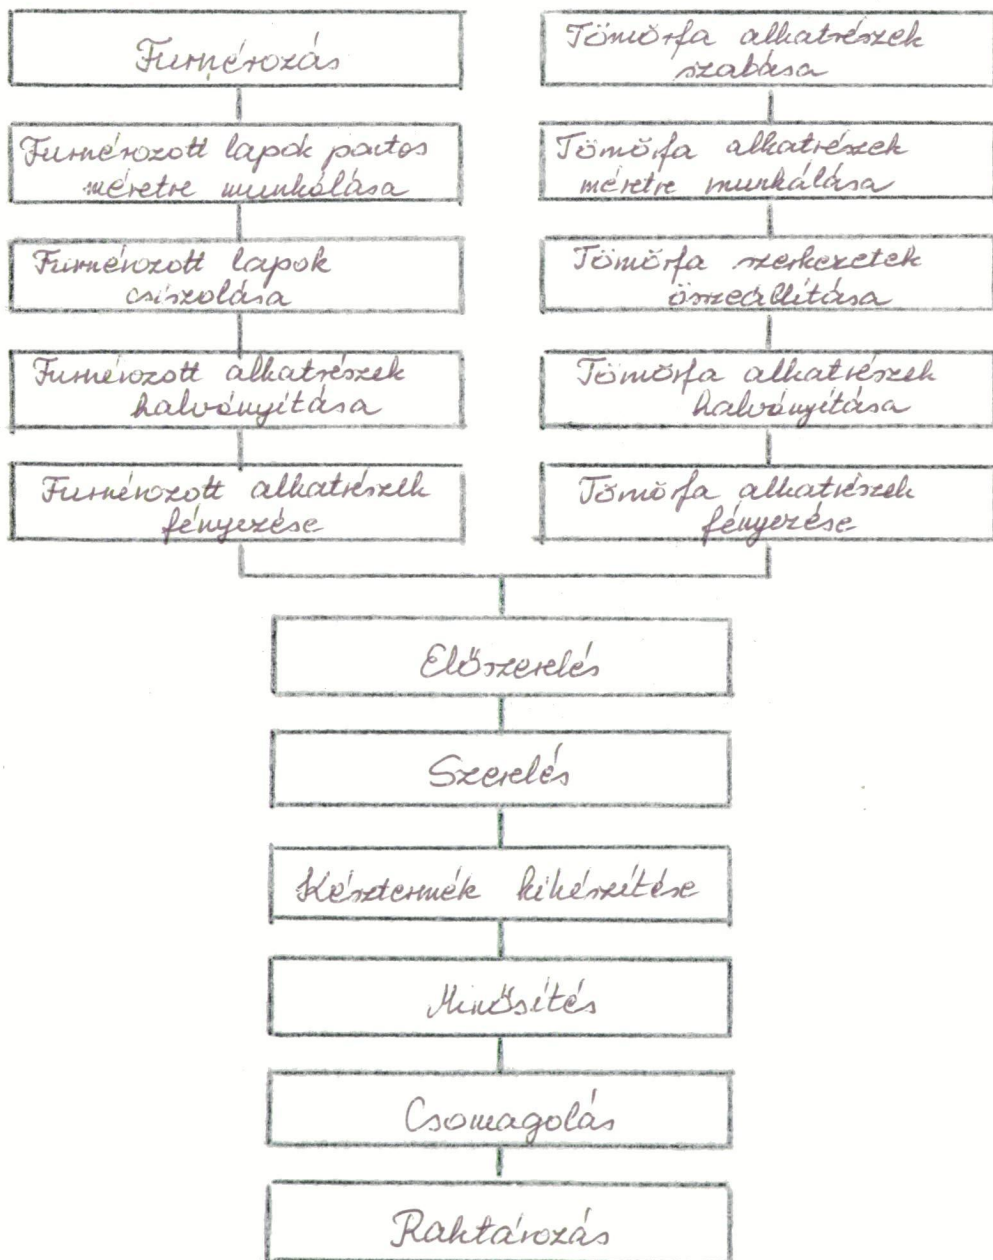 Furnérozás
Furnérozott lapok pontos
méretre munkálása
Furnérozott lapok
csiszolása
Furnérozott alkatrészek
halványítása
Furnérozott alkatrészek
fényezése
Tömörfa alkatrészek
szabása
Tömörfa alkatrészek
méretre munkálása
Tömörfa szerkezetek
összeállítása
Tömörfa alkatrészek
halványítása
Tömörfa alkatrészek
fényezése
Előszerelés
Szerelés
Késztermék kikészítése
Minősítés
Csomagolás
Raktározás